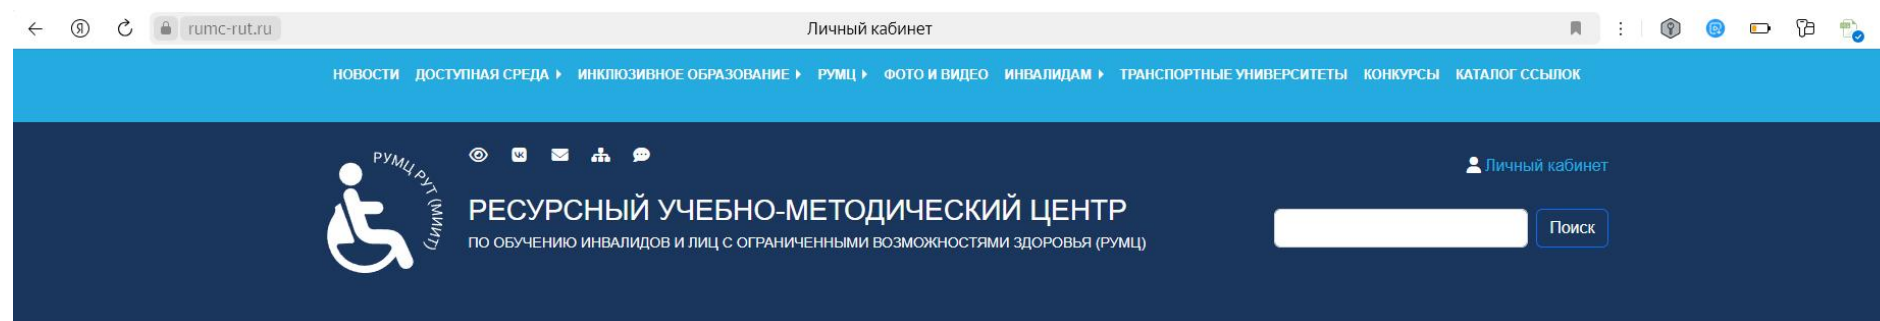 rumc-rut.ru
Личный кабинет
НОВОСТИ ДОСТУПНАЯ СРЕДА ИНКЛЮЗИВНОЕ ОБРАЗОВАНИЕ РУМЦ ФОТО И ВИДЕО ИНВАЛИДАМ ТРАНСПОРТНЫЕ УНИВЕРСИТЕТЫ КОНКУРСЫ КАТАЛОГ ССЫЛОК
РУМЦ РУТ (МИИТ)
Личный кабинет
РЕСУРСНЫЙ УЧЕБНО-МЕТОДИЧЕСКИЙ ЦЕНТР
ПО ОБУЧЕНИЮ ИНВАЛИДОВ И ЛИЦ С ОГРАНИЧЕННЫМИ ВОЗМОЖНОСТЯМИ ЗДОРОВЬЯ (РУМЦ)
Поиск